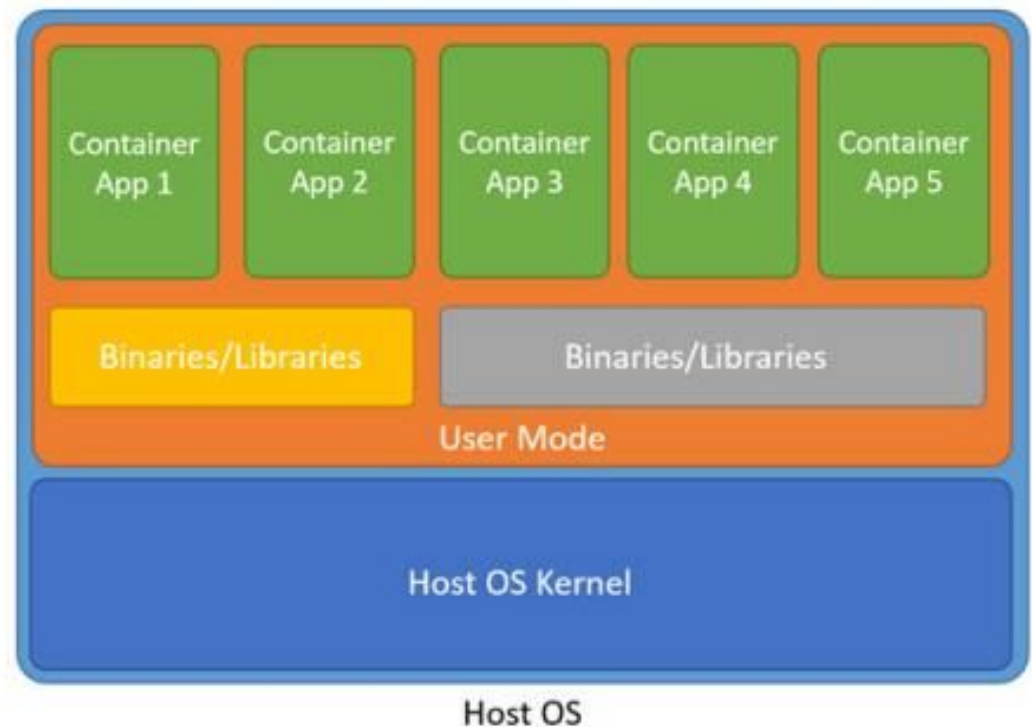 Container
App 1
Container
App 2
Container
App 3
Container
App 4
Container
App 5
Binaries/Libraries
Binaries/Libraries
User Mode
Host OS Kernel
Host OS